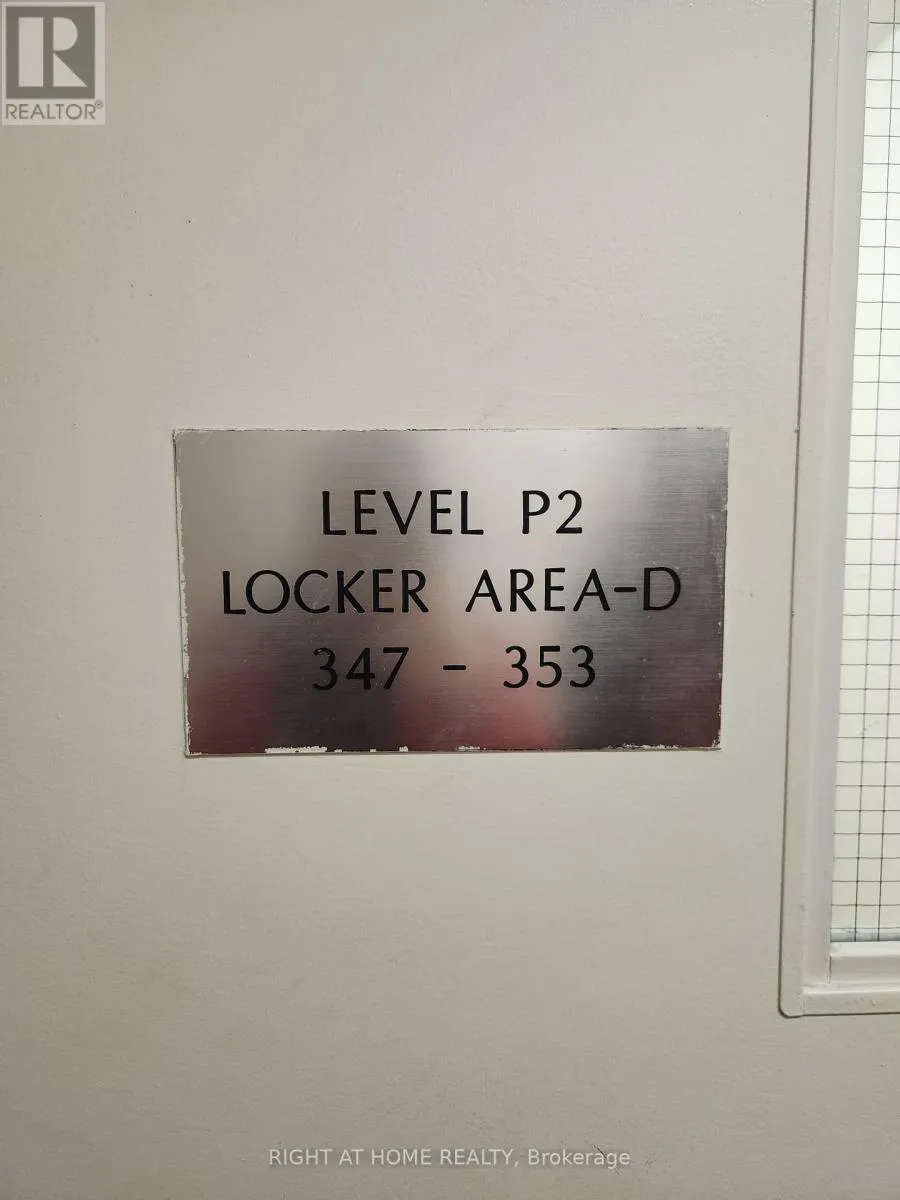 REALTOR®
LEVEL P2
LOCKER AREA-D
347 - 353
RIGHT AT HOME REALTY, Brokerage